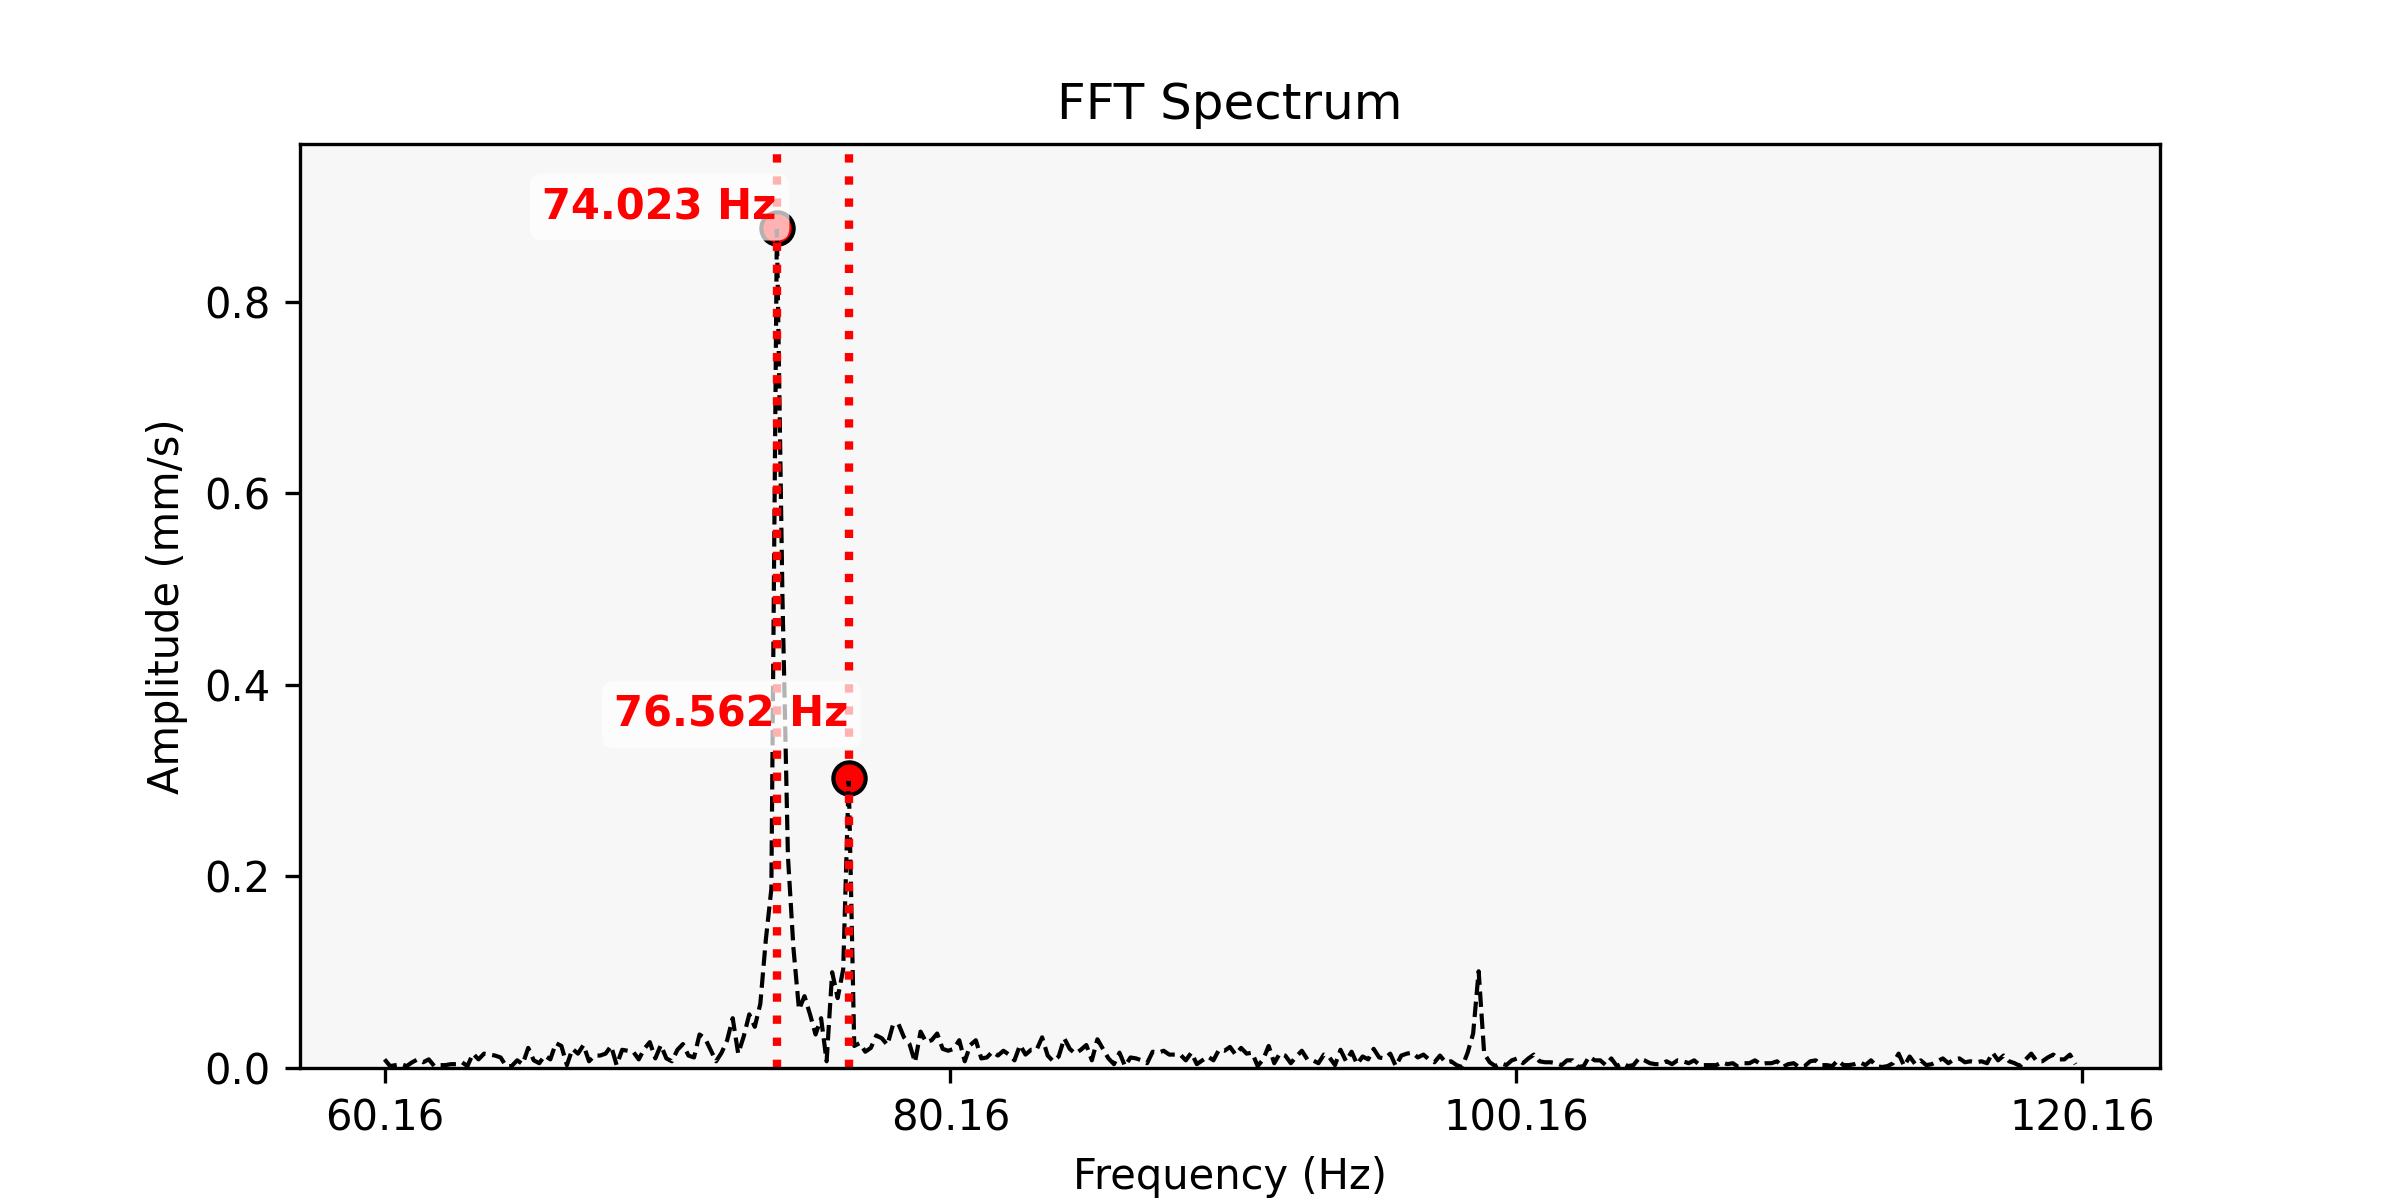 FFT Spectrum
74.023 Hz
76.562 Hz
Amplitude (mm/s)
0.8
0.6
0.4
0.2
0.0
60.16 80.16 100.16 120.16
Frequency (Hz)